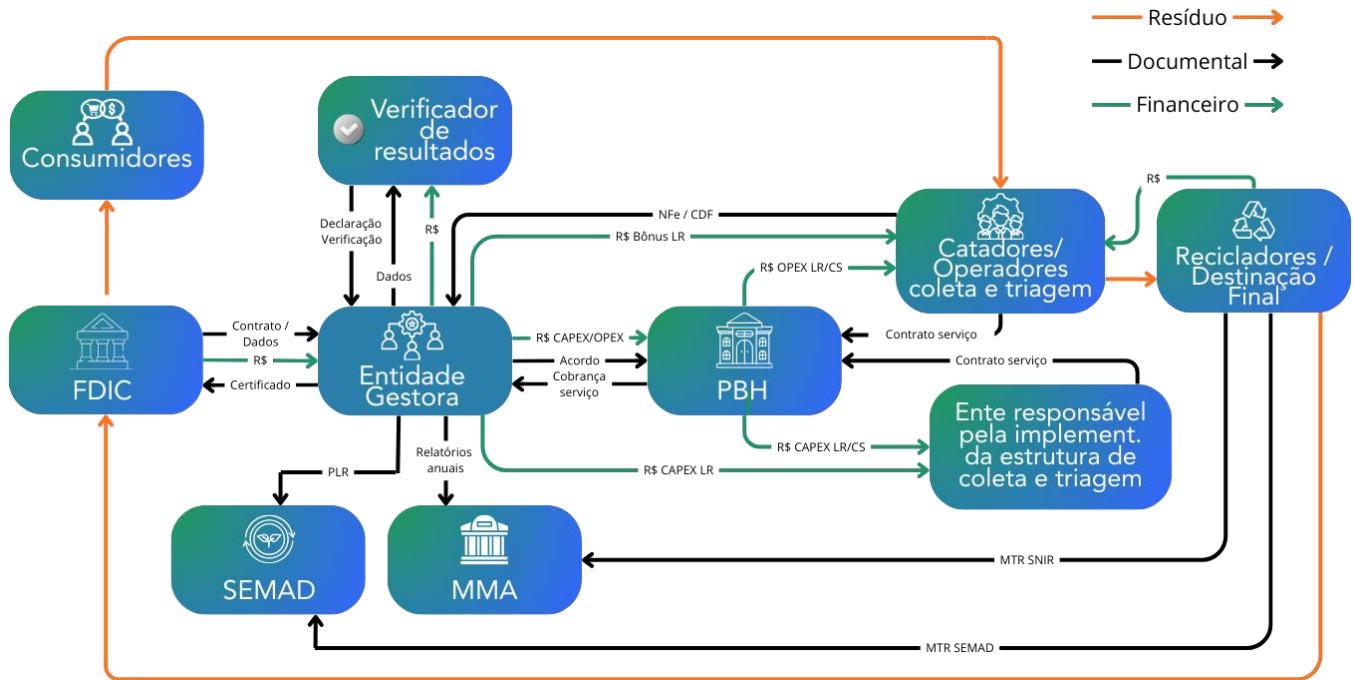 Resíduo
Documental
Financeiro
Consumidores
Verificador
de
resultados
Declaração
Verificação
Dados
R$
NFe / CDF
R$ Bônus LR
R$ OPEX LR/CS
R$
Catadores/
Operadores
coleta e triagem
Recicladores /
Destinação
Final
FDIC
Contrato /
Dados
R$
Certificado
Entidade
Gestora
R$ CAPEX/OPEX
Acordo
Cobrança
serviço
PBH
Contrato serviço
Contrato serviço
Ente responsável
pela implement.
da estrutura de
coleta e triagem
R$ CAPEX LR/CS
R$ CAPEX LR
PLR
Relatórios
anuais
SEMAD
MMA
MTR SNIR
MTR SEMAD